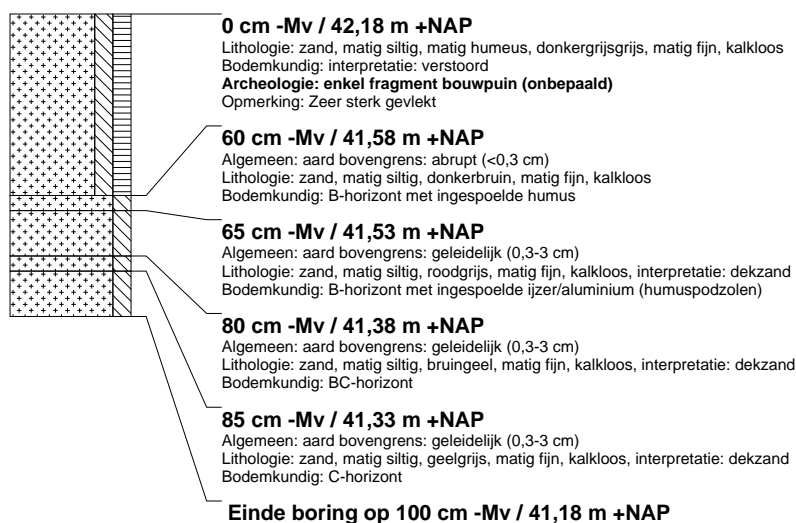 0 cm -Mv / 42,18 m +NAP
Lithologie: zand, matig siltig, matig humeus, donkergrijsgrijs, matig fijn, kalkloos
Bodemkundig: interpretatie: verstoord
Archeologie: enkel fragment bouwpuin (onbepaald)
Opmerking: Zeer sterk gevlekt
60 cm -Mv / 41,58 m +NAP
Algemeen: aard bovengrens: abrupt (<0,3 cm)
Lithologie: zand, matig siltig, donkerbruin, matig fijn, kalkloos
Bodemkundig: B-horizont met ingespoelde humus
65 cm -Mv / 41,53 m +NAP
Algemeen: aard bovengrens: geleidelijk (0,3-3 cm)
Lithologie: zand, matig siltig, roodgrijs, matig fijn, kalkloos, interpretatie: dekzand
Bodemkundig: B-horizont met ingespoelde ijzer/aluminium (humuspodzolen)
80 cm -Mv / 41,38 m +NAP
Algemeen: aard bovengrens: geleidelijk (0,3-3 cm)
Lithologie: zand, matig siltig, bruingeel, matig fijn, kalkloos, interpretatie: dekzand
Bodemkundig: BC-horizont
85 cm -Mv / 41,33 m +NAP
Algemeen: aard bovengrens: geleidelijk (0,3-3 cm)
Lithologie: zand, matig siltig, geelgrijs, matig fijn, kalkloos, interpretatie: dekzand
Bodemkundig: C-horizont
Einde boring op 100 cm -Mv / 41,18 m +NAP